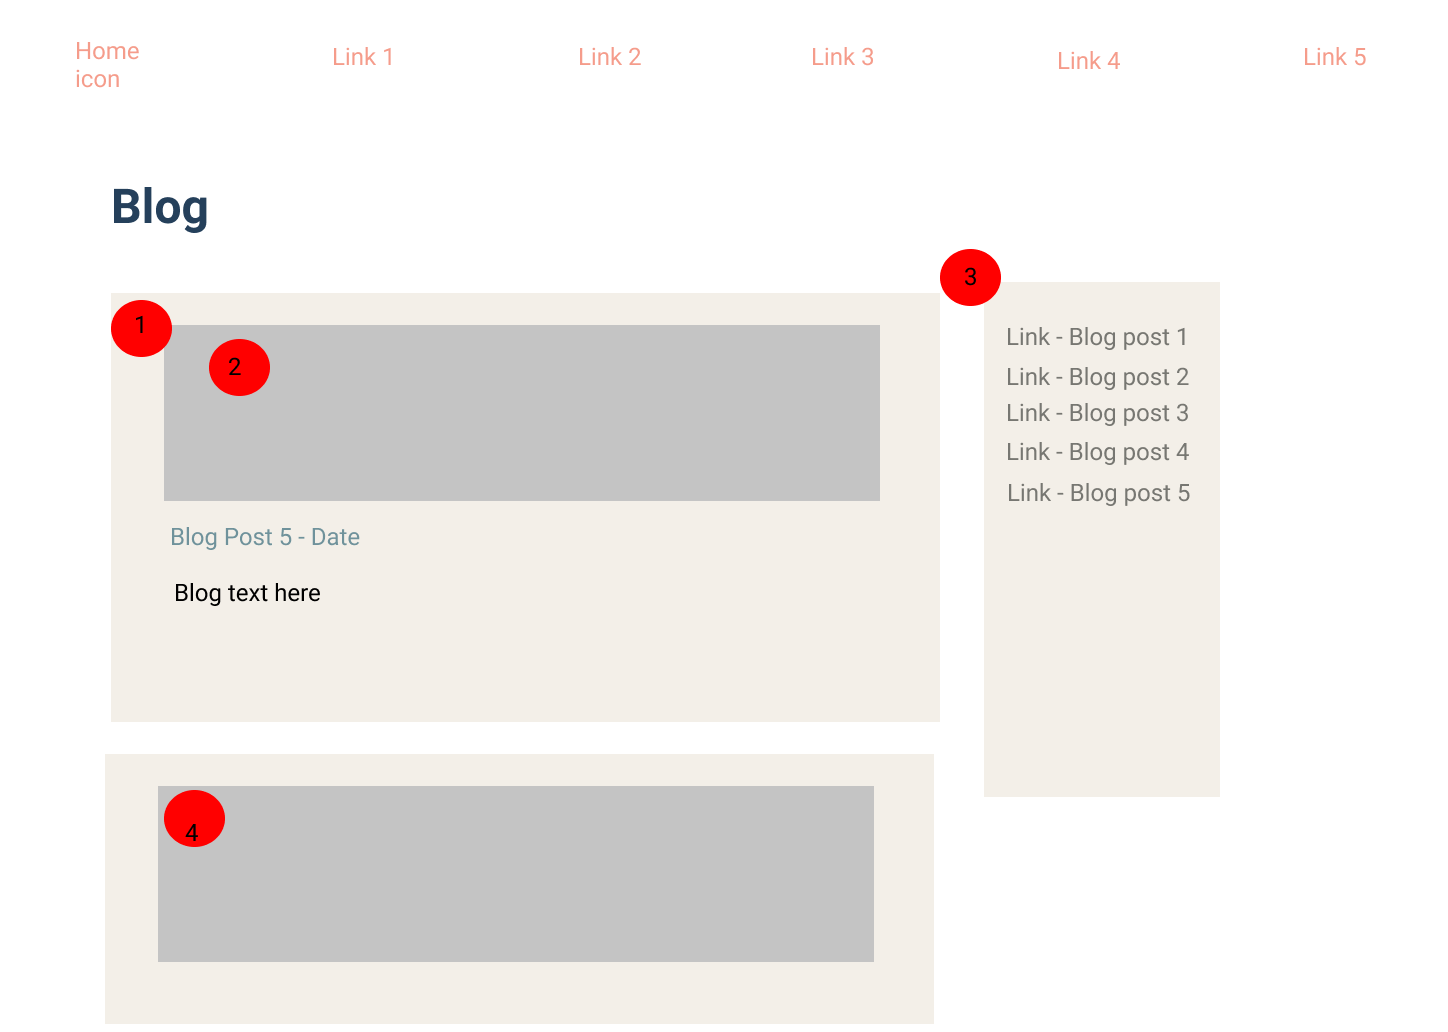 Home
icon
Link 1
Link 2
Link 3
Link 4
Link 5
Blog
1
2
Blog Post 5 - Date
Blog text here
3
Link - Blog post 1
Link - Blog post 2
Link - Blog post 3
Link - Blog post 4
Link - Blog post 5
4